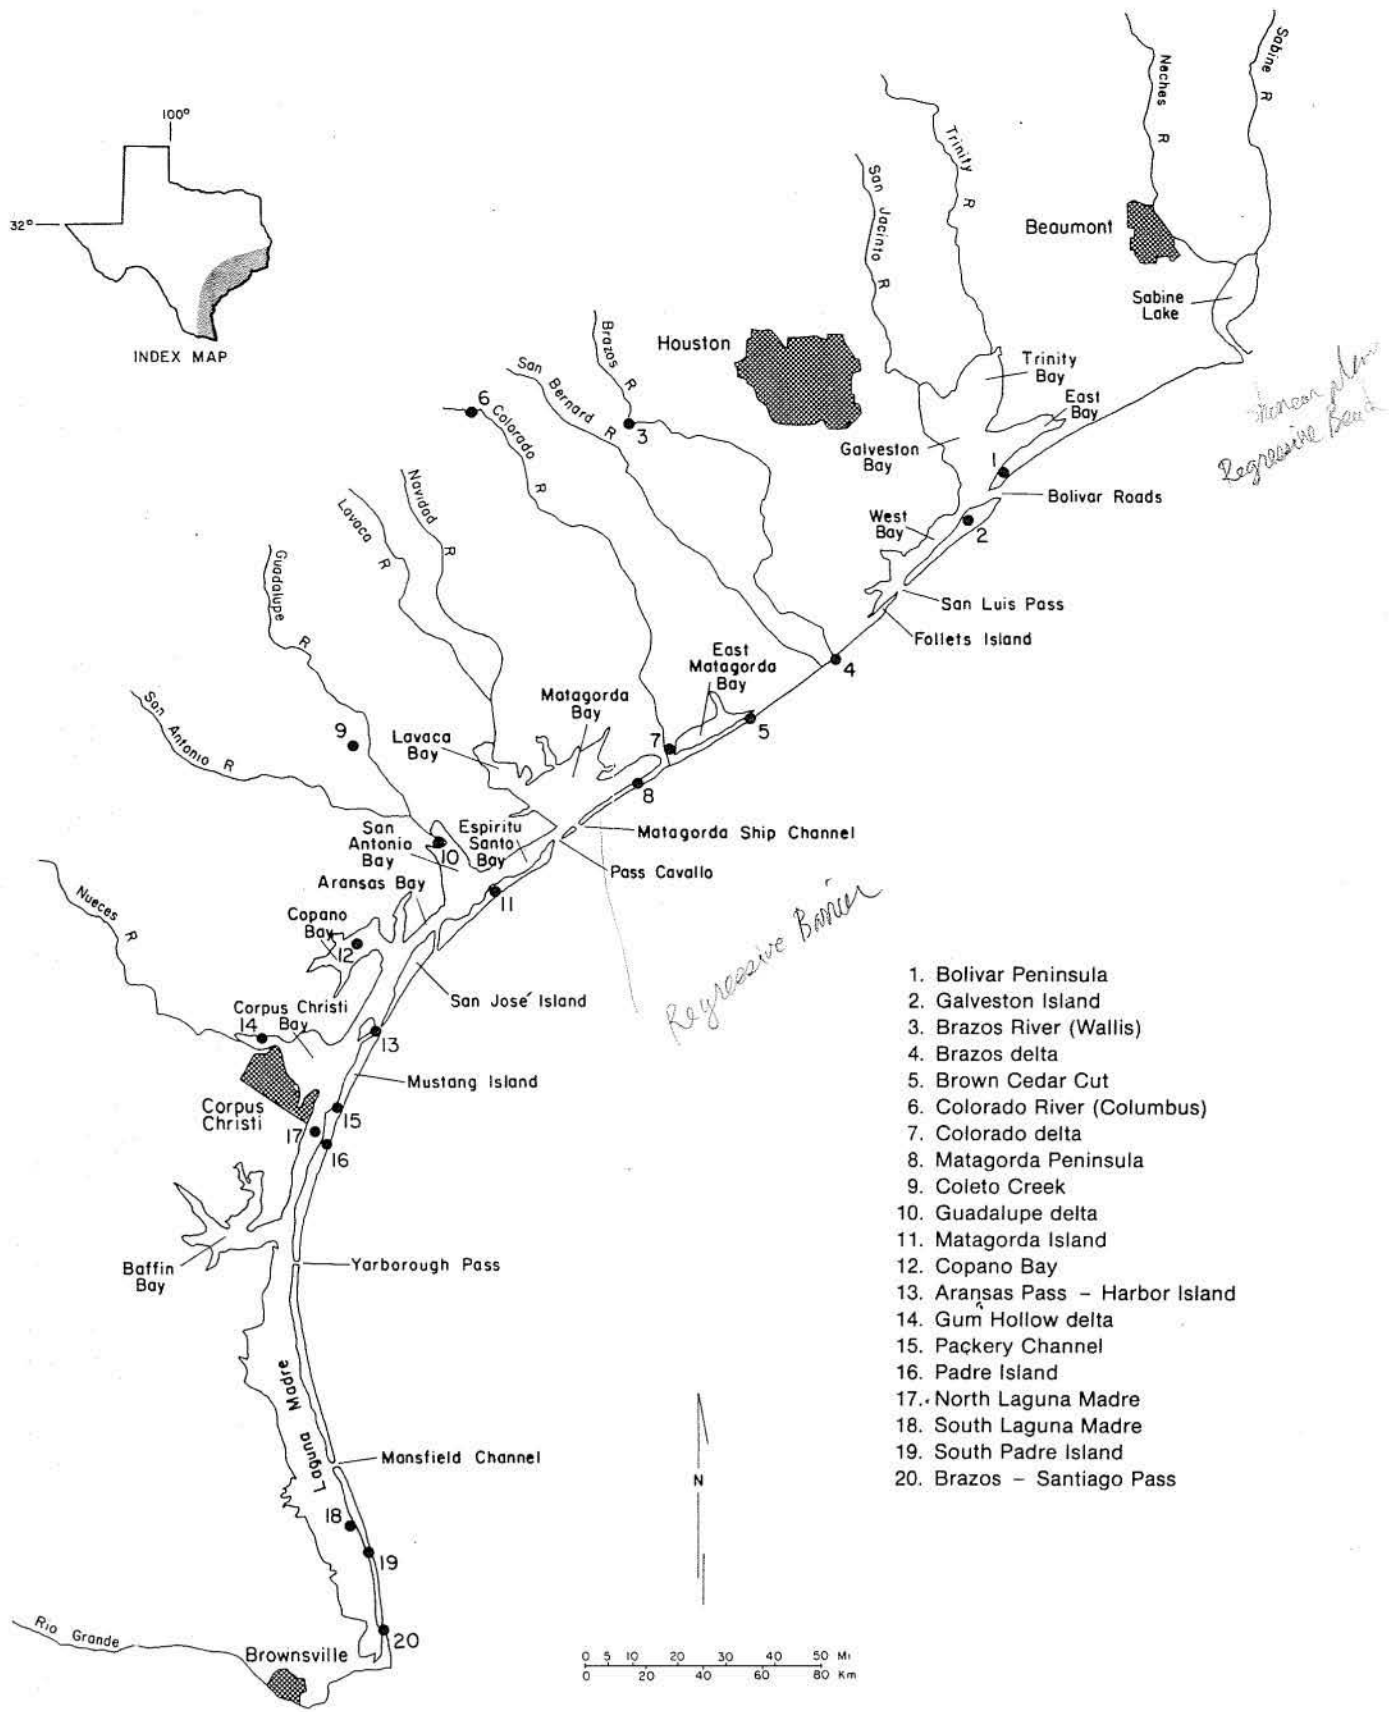 100°
32°
INDEX MAP
Neches R
Sabine R
Trinity R
San Jacinto R
Beaumont
Sabine
Lake
Houston
Brazos R
San Bernard R
Trinity
Bay
East
Bay
6
Colorado R
3
Galveston
Bay
1
Regressive
Bolivar Roads
Navidad R
Lavaca R
West
Bay
2
Guadalupe R
San Luis Pass
Follets Island
East
Matagorda
Bay
4
San Antonio R
Matagorda
Bay
5
9
Lavaca
Bay
7
8
San
Antonio
Bay
Espiritu
Santo
Bay
Matagorda Ship Channel
10
Pass Cavallo
Aransas Bay
11
Nueces R
Copano
Bay
12
Regressive Barrier
San José Island
Corpus Christi
Bay
14
13
Mustang Island
Corpus
Christi
15
17
16
Baffin
Bay
Yarborough Pass
Laguna Madre
Mansfield Channel
18
19
20
Rio Grande
Brownsville
N
0 5 10 20 30 40 50 Mi
0 20 40 60 80 Km
1. Bolivar Peninsula
2. Galveston Island
3. Brazos River (Wallis)
4. Brazos delta
5. Brown Cedar Cut
6. Colorado River (Columbus)
7. Colorado delta
8. Matagorda Peninsula
9. Coleto Creek
10. Guadalupe delta
11. Matagorda Island
12. Copano Bay
13. Aransas Pass – Harbor Island
14. Gum Hollow delta
15. Packery Channel
16. Padre Island
17. North Laguna Madre
18. South Laguna Madre
19. South Padre Island
20. Brazos – Santiago Pass